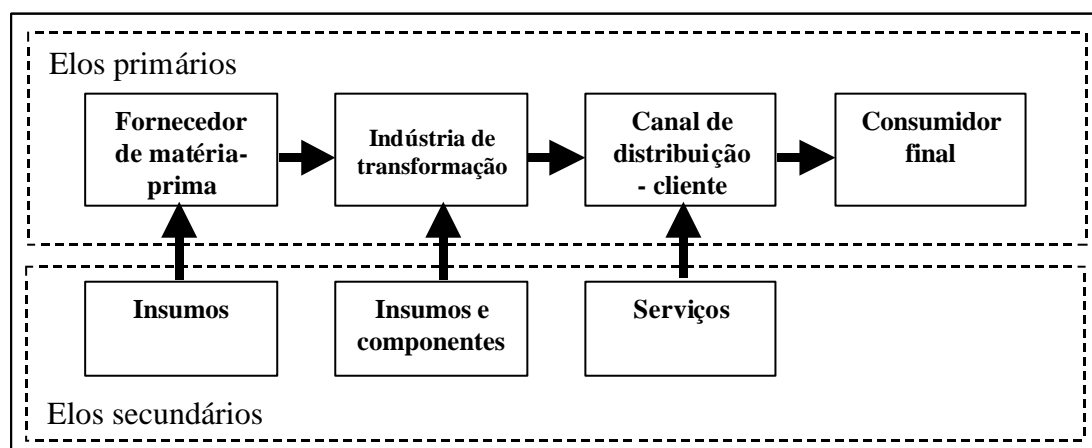 Elos primários
Fornecedor
de matéria-
prima
Indústria de
transformação
Canal de
distribuição
- cliente
Consumidor
final
Insumos
Insumos e
componentes
Serviços
Elos secundários